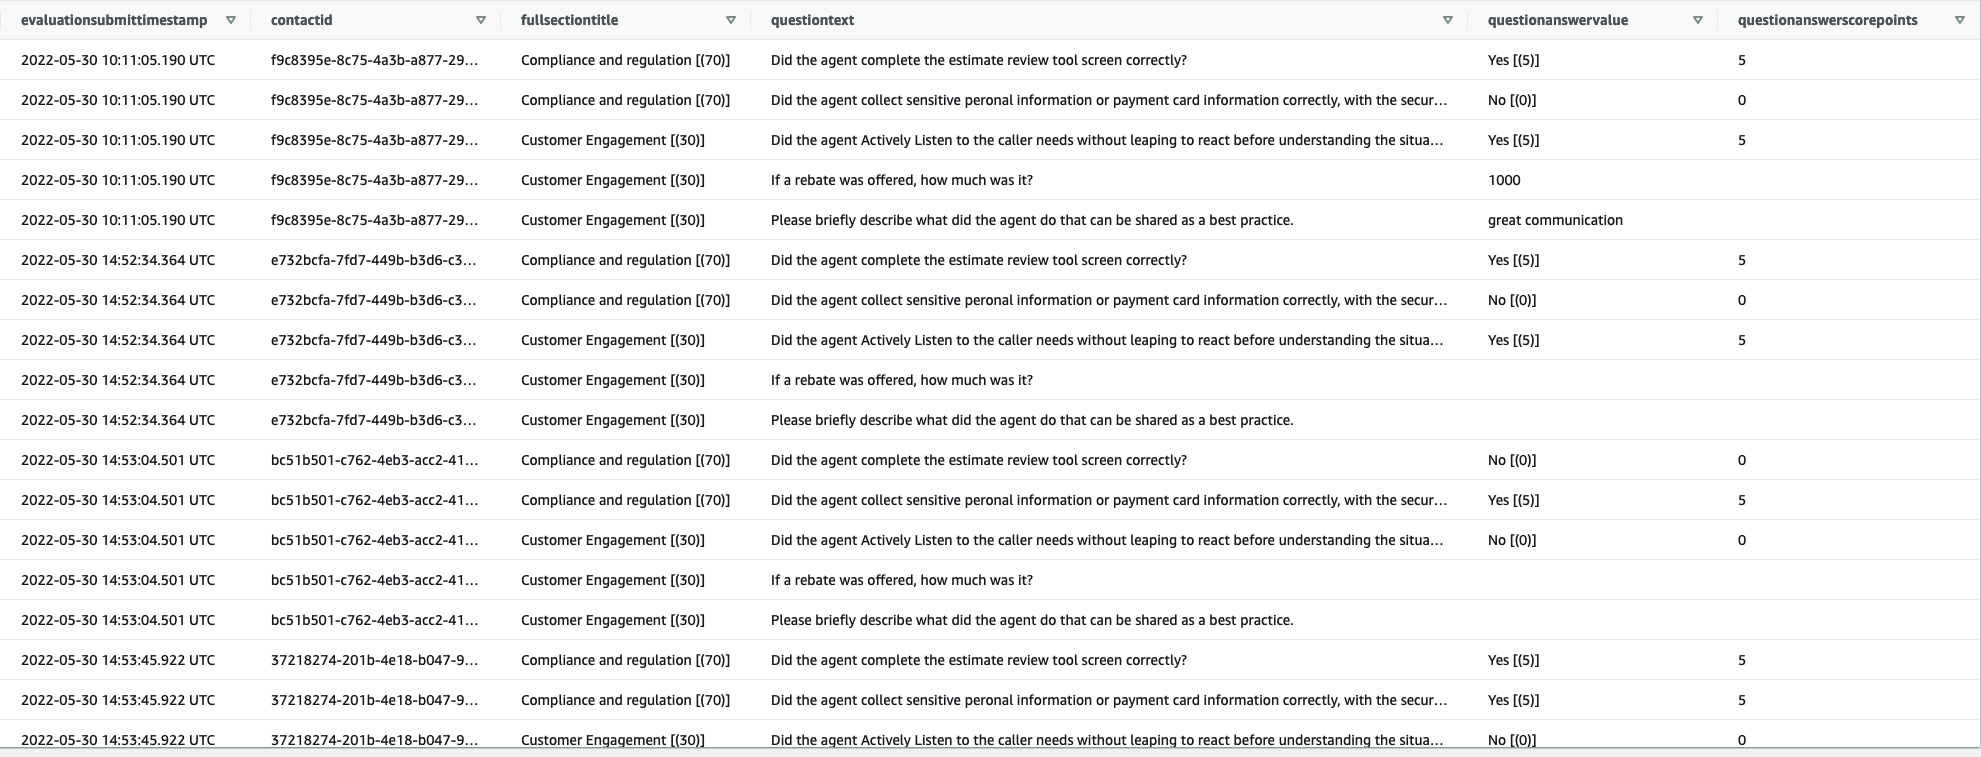 evaluationsubmittimestamp contactid fullsectiontitle questiontext questionanswervalue questionanswerscorepoints
2022-05-30 10:11:05.190 UTC f9c8395e-8c75-4a3b-a877-29... Compliance and regulation [(70)] Did the agent complete the estimate review tool screen correctly? Yes [(5)] 5
2022-05-30 10:11:05.190 UTC f9c8395e-8c75-4a3b-a877-29... Compliance and regulation [(70)] Did the agent collect sensitive peronal information or payment card information correctly, with the secur... No [(0)] 0
2022-05-30 10:11:05.190 UTC f9c8395e-8c75-4a3b-a877-29... Customer Engagement [(30)] Did the agent Actively Listen to the caller needs without leaping to react before understanding the situa... Yes [(5)] 5
2022-05-30 10:11:05.190 UTC f9c8395e-8c75-4a3b-a877-29... Customer Engagement [(30)] If a rebate was offered, how much was it? 1000
2022-05-30 10:11:05.190 UTC f9c8395e-8c75-4a3b-a877-29... Customer Engagement [(30)] Please briefly describe what did the agent do that can be shared as a best practice. great communication
2022-05-30 14:52:34.364 UTC e732bcfa-7fd7-449b-b3d6-c3... Compliance and regulation [(70)] Did the agent complete the estimate review tool screen correctly? Yes [(5)] 5
2022-05-30 14:52:34.364 UTC e732bcfa-7fd7-449b-b3d6-c3... Compliance and regulation [(70)] Did the agent collect sensitive peronal information or payment card information correctly, with the secur... No [(0)] 0
2022-05-30 14:52:34.364 UTC e732bcfa-7fd7-449b-b3d6-c3... Customer Engagement [(30)] Did the agent Actively Listen to the caller needs without leaping to react before understanding the situa... Yes [(5)] 5
2022-05-30 14:52:34.364 UTC e732bcfa-7fd7-449b-b3d6-c3... Customer Engagement [(30)] If a rebate was offered, how much was it?
2022-05-30 14:52:34.364 UTC e732bcfa-7fd7-449b-b3d6-c3... Customer Engagement [(30)] Please briefly describe what did the agent do that can be shared as a best practice.
2022-05-30 14:53:04.501 UTC bc51b501-c762-4eb3-acc2-41... Compliance and regulation [(70)] Did the agent complete the estimate review tool screen correctly? No [(0)] 0
2022-05-30 14:53:04.501 UTC bc51b501-c762-4eb3-acc2-41... Compliance and regulation [(70)] Did the agent collect sensitive peronal information or payment card information correctly, with the secur... Yes [(5)] 5
2022-05-30 14:53:04.501 UTC bc51b501-c762-4eb3-acc2-41... Customer Engagement [(30)] Did the agent Actively Listen to the caller needs without leaping to react before understanding the situa... No [(0)] 0
2022-05-30 14:53:04.501 UTC bc51b501-c762-4eb3-acc2-41... Customer Engagement [(30)] If a rebate was offered, how much was it?
2022-05-30 14:53:04.501 UTC bc51b501-c762-4eb3-acc2-41... Customer Engagement [(30)] Please briefly describe what did the agent do that can be shared as a best practice.
2022-05-30 14:53:45.922 UTC 37218274-201b-4e18-b047-9... Compliance and regulation [(70)] Did the agent complete the estimate review tool screen correctly? Yes [(5)] 5
2022-05-30 14:53:45.922 UTC 37218274-201b-4e18-b047-9... Compliance and regulation [(70)] Did the agent collect sensitive peronal information or payment card information correctly, with the secur... Yes [(5)] 5
2022-05-30 14:53:45.922 UTC 37218274-201b-4e18-b047-9... Customer Engagement [(30)] Did the agent Actively Listen to the caller needs without leaping to react before understanding the situa... No [(0)] 0